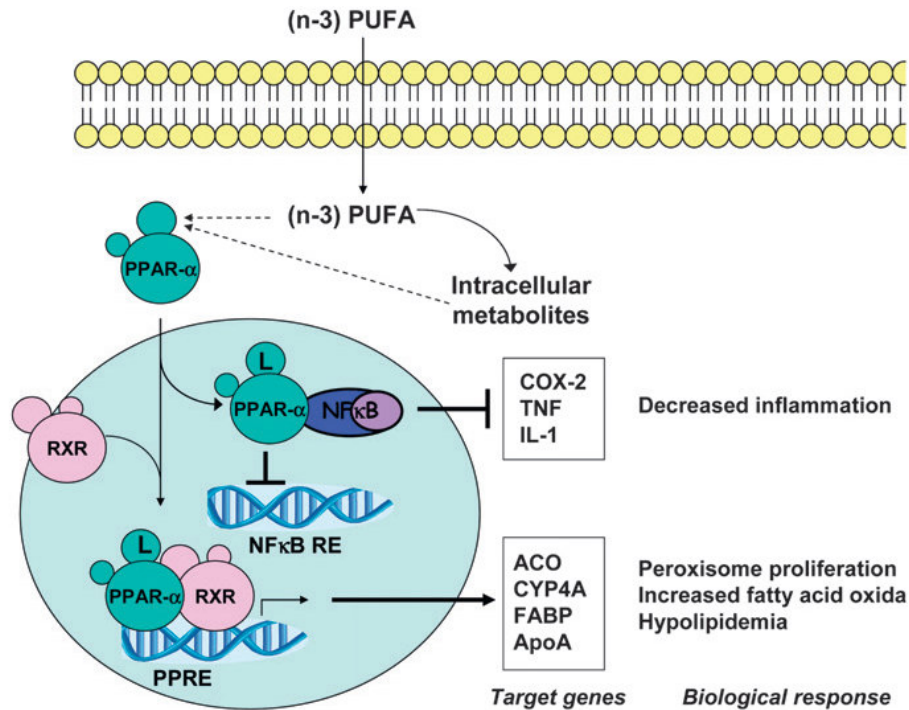 (n-3) PUFA
(n-3) PUFA
PPAR-α
Intracellular
metabolites
L
PPAR-α
NFκB
COX-2
TNF
IL-1
Decreased inflammation
RXR
NFκB RE
L
PPAR-α
RXR
PPRE
ACO
CYP4A
FABP
ApoA
Peroxisome proliferation
Increased fatty acid oxida
Hypolipidemia
Target genes
Biological response